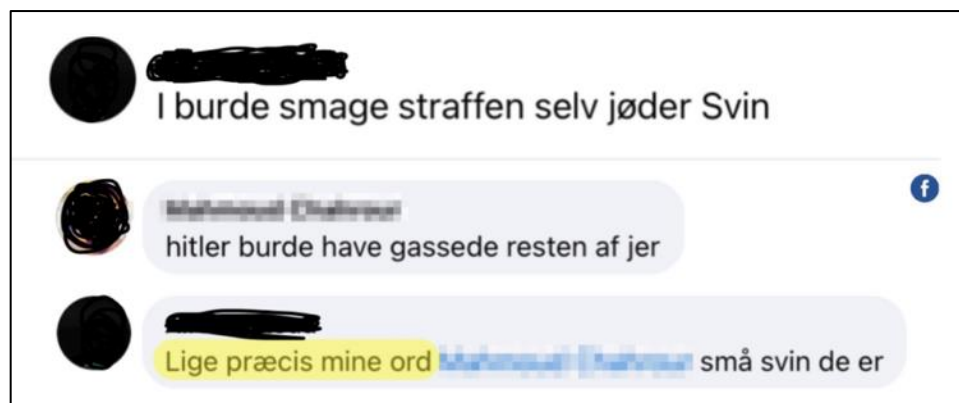 I burde smage straffen selv jøder Svin
hitler burde have gassede resten af jer
Lige præcis mine ord små svin de er